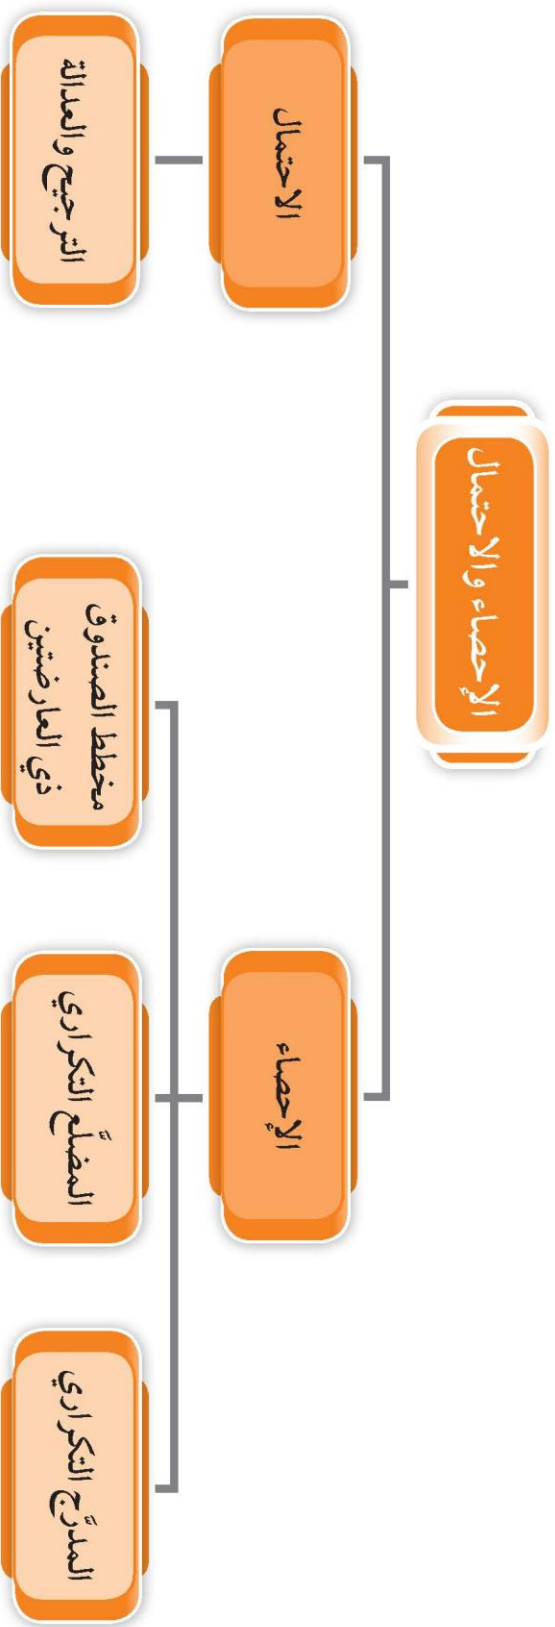 الإحصاء والاحتمال
الإحصاء
الاحتمال
المدرَّج التكراري
المضلَّع التكراري
مخطط الصندوق
ذي العارضتين
الترجيح والعدالة